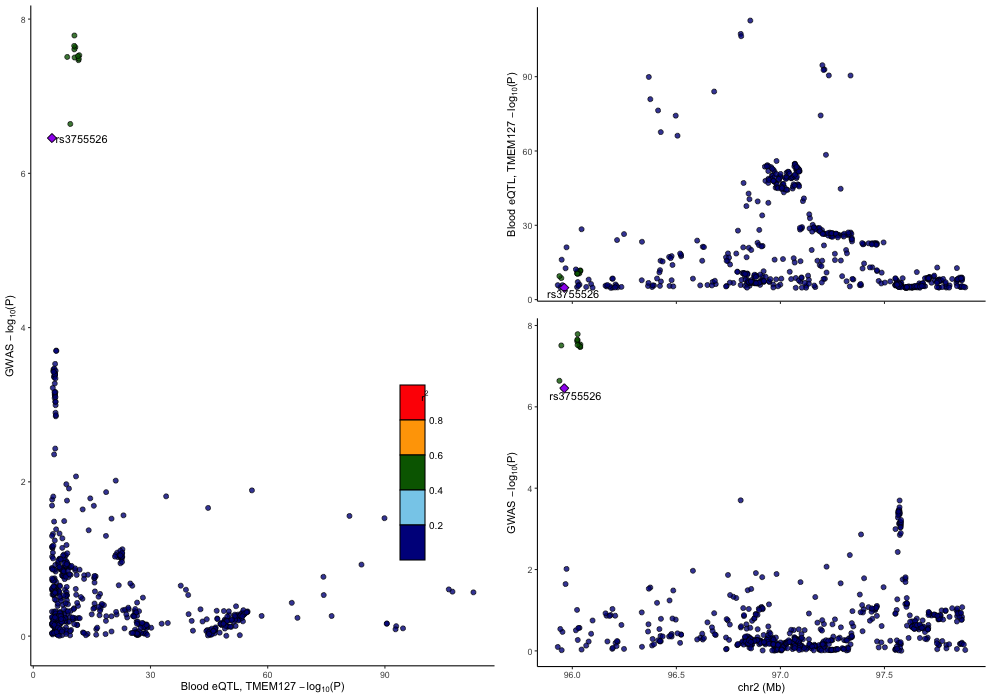 8
6
4
2
0
GWAS −log10(P)
0
30
60
90
Blood eQTL, TMEM127 −log10(P)
rs3755526
r2
0.8
0.6
0.4
0.2
90
60
30
0
Blood eQTL, TMEM127 −log10(P)
rs3755526
8
6
4
2
0
GWAS −log10(P)
rs3755526
96.0
96.5
97.0
97.5
chr2 (Mb)